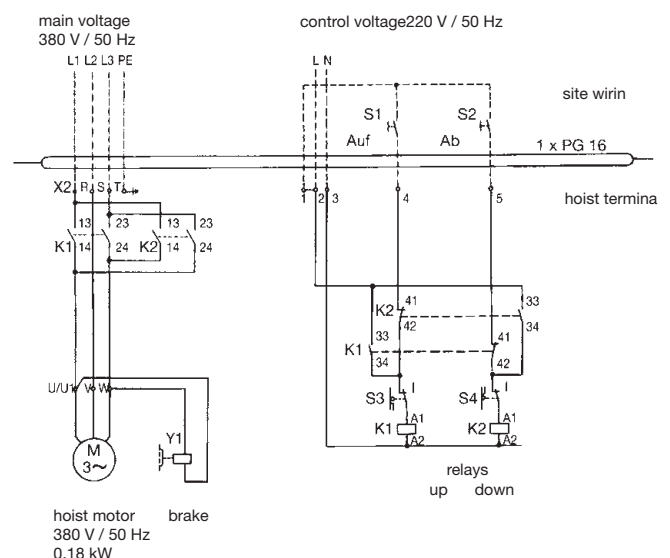 main voltage
380 V / 50 Hz
control voltage220 V / 50 Hz
L1 L2 L3 PE
L N
site wirin
S1
S2
Auf
Ab
1 x PG 16
X2 R S T
1 2 3 4 5
hoist termina
13 23 13 23
K1 14 24 K2 14 24
33
41
K2
42
34
33
41
K1
34
42
U/U1 V W
S3 I
S4 I
Y1
A1
A1
K1
K2
M
3~
A2
A2
relays
up down
hoist motor brake
380 V / 50 Hz
0,18 kW